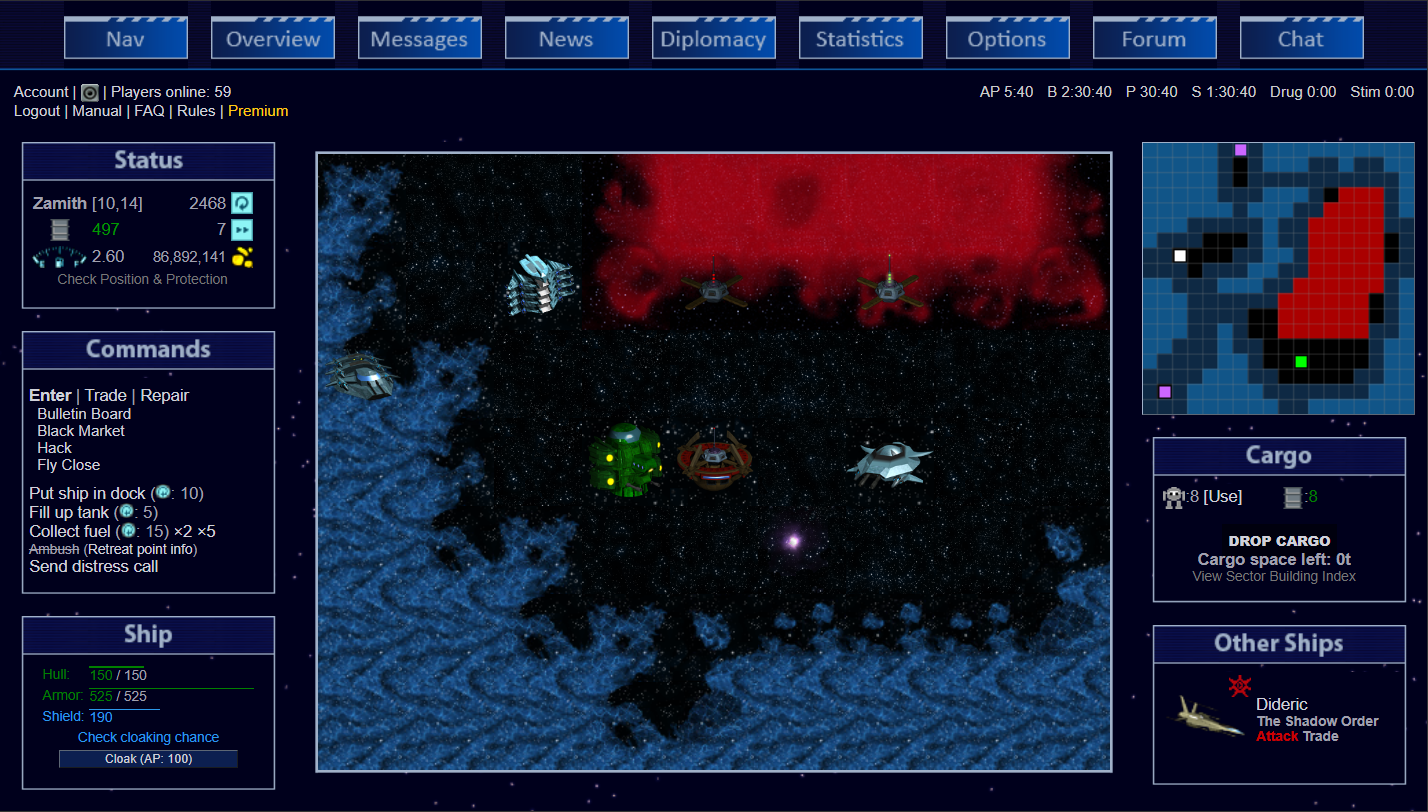 Nav Overview Messages News Diplomacy Statistics Options Forum Chat
Account | | Players online: 59
Logout | Manual | FAQ | Rules | Premium
AP 5:40 B 2:30:40 P 30:40 S 1:30:40 Drug 0:00 Stim 0:00
Status
Zamith [10,14] 2468
497 7
E F 2.60 86,892,141
Check Position & Protection
Commands
Enter | Trade | Repair
Bulletin Board
Black Market
Hack
Fly Close
Put ship in dock ( : 10)
Fill up tank ( : 5)
Collect fuel ( : 15) ×2 ×5
Ambush (Retreat point info)
Send distress call
Ship
Hull: 150 / 150
Armor: 525 / 525
Shield: 190
Check cloaking chance
Cloak (AP: 100)
Cargo
:8 [Use] :8
DROP CARGO
Cargo space left: 0t
View Sector Building Index
Other Ships
Dideric
The Shadow Order
Attack Trade